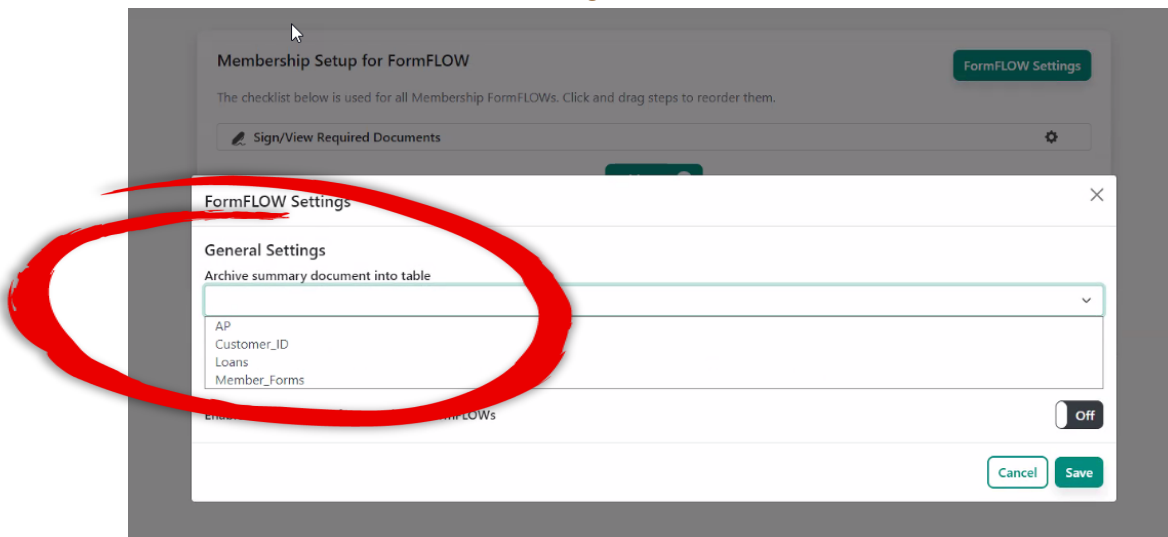 Membership Setup for FormFLOW
FormFLOW Settings
The checklist below is used for all Membership FormFLOWs. Click and drag steps to reorder them.
Sign/View Required Documents
FormFLOW Settings
General Settings
Archive summary document into table
AP
Customer_ID
Loans
Member_Forms
Off
Cancel
Save